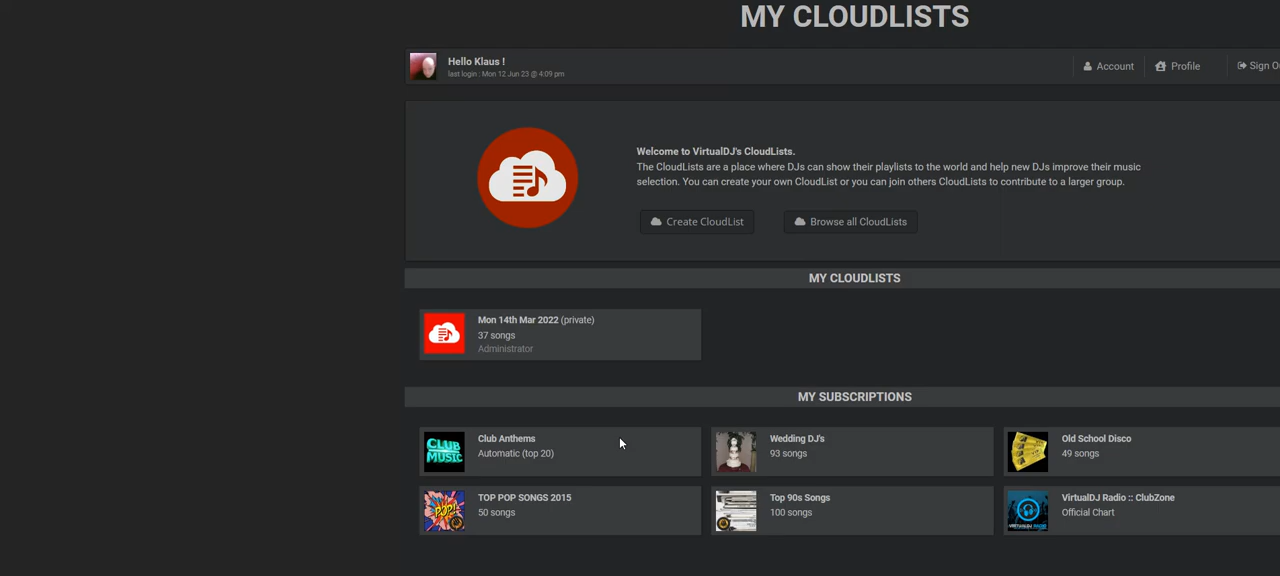 MY CLOUDLISTS
Hello Klaus !
last login : Mon 12 Jun 23 @ 4:09 pm
Account
Profile
Sign O
Welcome to VirtualDJ's CloudLists.
The CloudLists are a place where DJs can show their playlists to the world and help new DJs improve their music
selection. You can create your own CloudList or you can join others CloudLists to contribute to a larger group.
Create CloudList
Browse all CloudLists
MY CLOUDLISTS
Mon 14th Mar 2022 (private)
37 songs
Administrator
MY SUBSCRIPTIONS
CLUB
MUSIC
Club Anthems
Automatic (top 20)
Wedding DJ's
93 songs
Old School Disco
49 songs
POP!
TOP POP SONGS 2015
50 songs
Top 90s Songs
100 songs
VIRTUALDJ RADIO
VirtualDJ Radio :: ClubZone
Official Chart